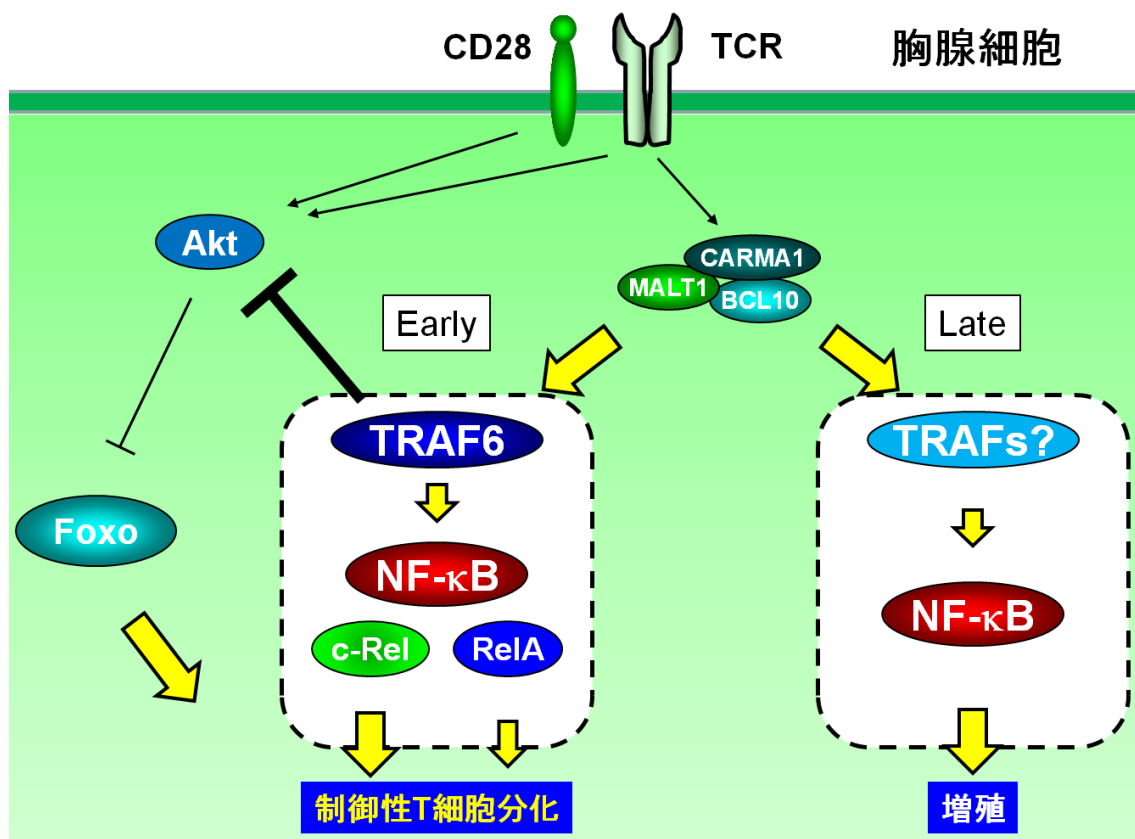 CD28
TCR
胸腺細胞
Akt
CARMA1
MALT1
BCL10
Early
Late
TRAF6
TRAFs?
Foxo
NF-κB
NF-κB
c-Rel
RelA
制御性T細胞分化
増殖